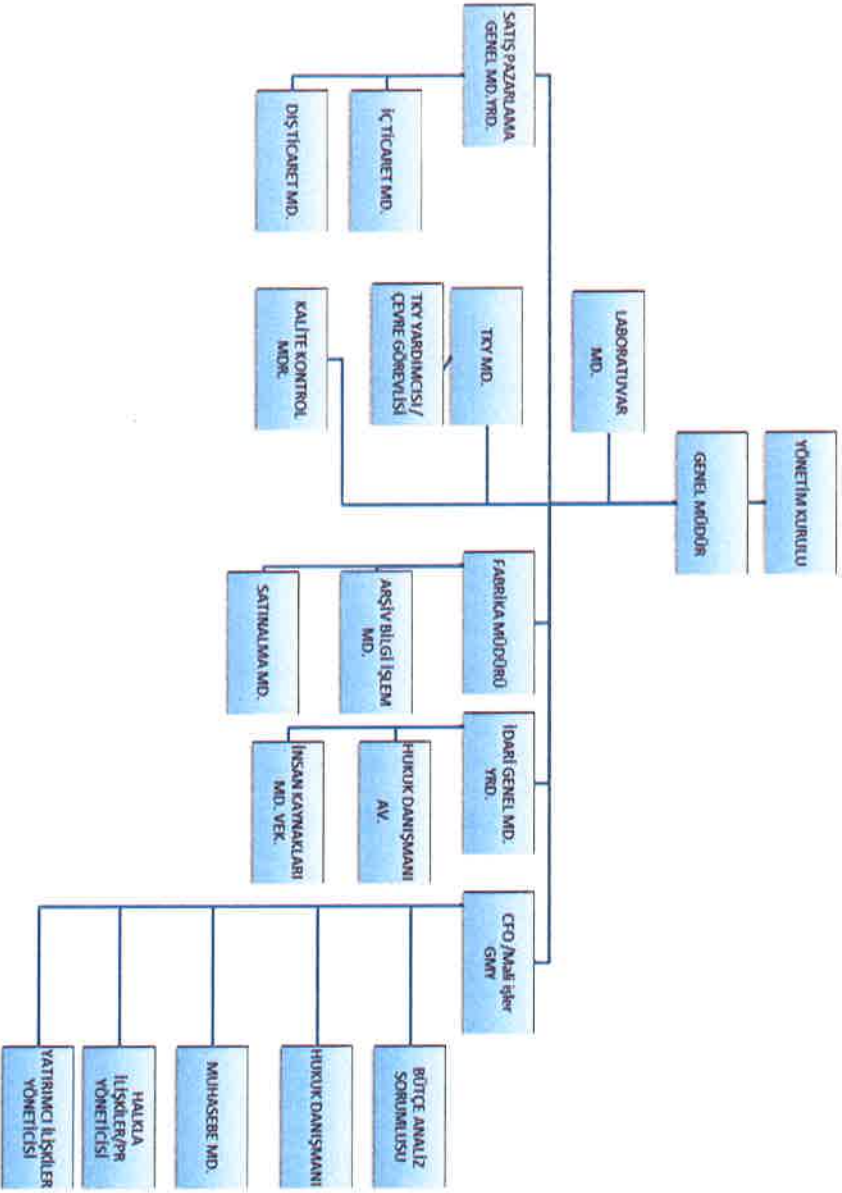 YÖNETİM KURULU
GENEL MÜDÜR
LABORATUVAR
MD.
SATIŞ PAZARLAMA
GENEL MD.YRD.
İÇ TİCARET MD.
DIŞ TİCARET MD.
TKY MD.
TKY YARDIMCISI /
ÇEVRE GÖREVLİSİ
KALİTE KONTROL
MDR.
FABRİKA MÜDÜRÜ
ARŞİV BİLGİ İŞLEM
MD.
SATINALMA MD.
İDARİ GENEL MD.
YRD.
HUKUK DANIŞMANI
AV.
İNSAN KAYNAKLARI
MD. VEK.
CFO /Mali işler
GMY
BÜTÇE ANALİZ
SORUMLUSU
HUKUK DANIŞMANI
MUHASEBE MD.
HALKLA
İLİŞKİLER/PR
YÖNETİCİSİ
YATIRIMCI İLİŞKİLER
YÖNETİCİSİ